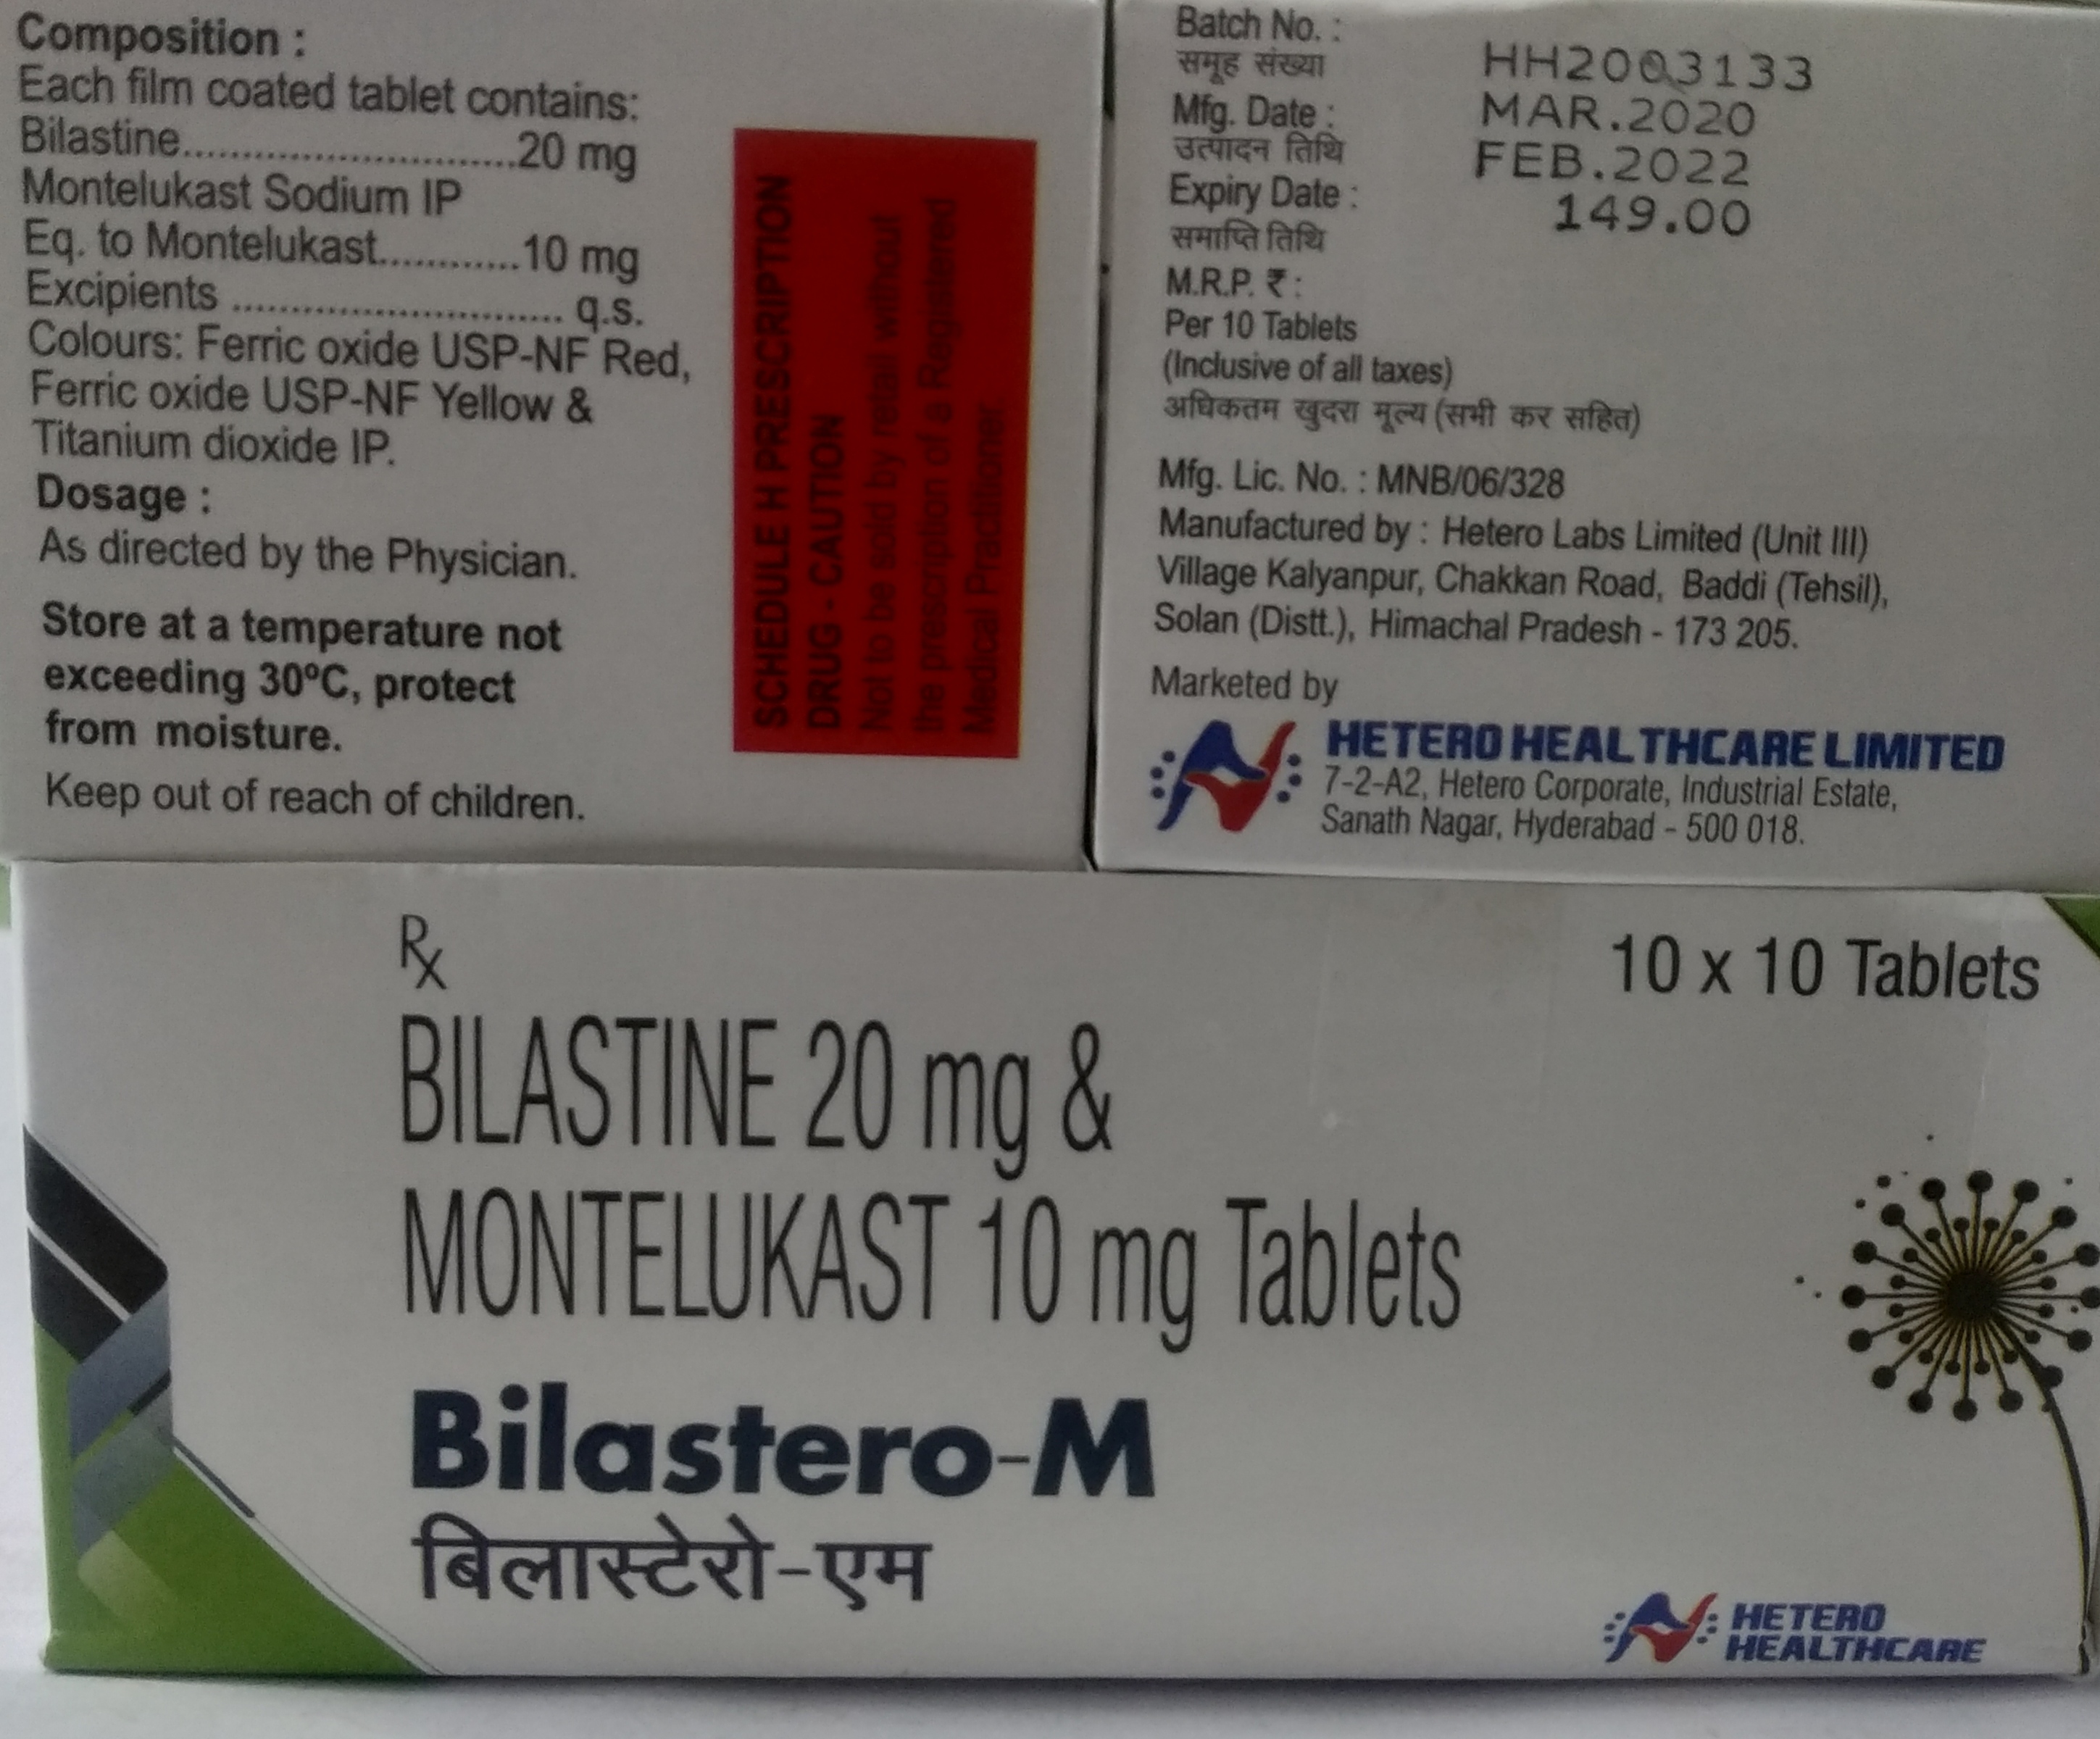 Composition :
Each film coated tablet contains:
Bilastine............................20 mg
Montelukast Sodium IP
Eq. to Montelukast............10 mg
Excipients ............................ q.s.
Colours: Ferric oxide USP-NF Red,
Ferric oxide USP-NF Yellow &
Titanium dioxide IP.
Dosage :
As directed by the Physician.
Store at a temperature not
exceeding 30ºC, protect
from moisture.
Keep out of reach of children.
SCHEDULE H PRESCRIPTION
DRUG - CAUTION
Not to be sold by retail without
the prescription of a Registered
Medical Practitioner.
Batch No. :
समूह संख्या
HH2003133
Mfg. Date :
MAR.2020
उत्पादन तिथि
FEB.2022
Expiry Date :
149.00
समाप्ति तिथि
M.R.P. ₹ :
Per 10 Tablets
(Inclusive of all taxes)
अधिकतम खुदरा मूल्य (सभी कर सहित)
Mfg. Lic. No. : MNB/06/328
Manufactured by : Hetero Labs Limited (Unit III)
Village Kalyanpur, Chakkan Road, Baddi (Tehsil),
Solan (Distt.), Himachal Pradesh - 173 205.
Marketed by
HETERO HEALTHCARE LIMITED
7-2-A2, Hetero Corporate, Industrial Estate,
Sanath Nagar, Hyderabad - 500 018.
Rx
10 x 10 Tablets
BILASTINE 20 mg &
MONTELUKAST 10 mg Tablets
Bilastero-M
बिलास्टेरो-एम
HETERO
HEALTHCARE